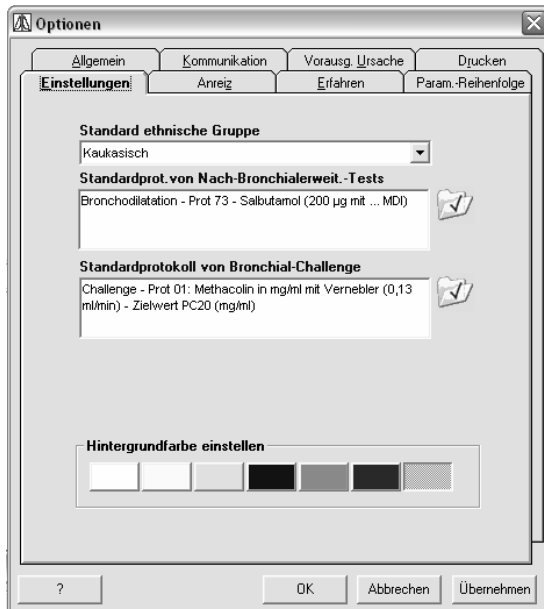 Optionen
Allgemein Kommunikation Vorausg. Ursache Drucken
Einstellungen Anreiz Erfahren Param.-Reihenfolge
Standard ethnische Gruppe
Kaukasisch
Standardprot.von Nach-Bronchialerweit.-Tests
Bronchodilatation - Prot 73 - Salbutamol (200 µg mit ... MDI)
Standardprotokoll von Bronchial-Challenge
Challenge - Prot 01: Methacolin in mg/ml mit Vernebler (0,13
ml/min) - Zielwert PC20 (mg/ml)
Hintergrundfarbe einstellen
? OK Abbrechen Übernehmen